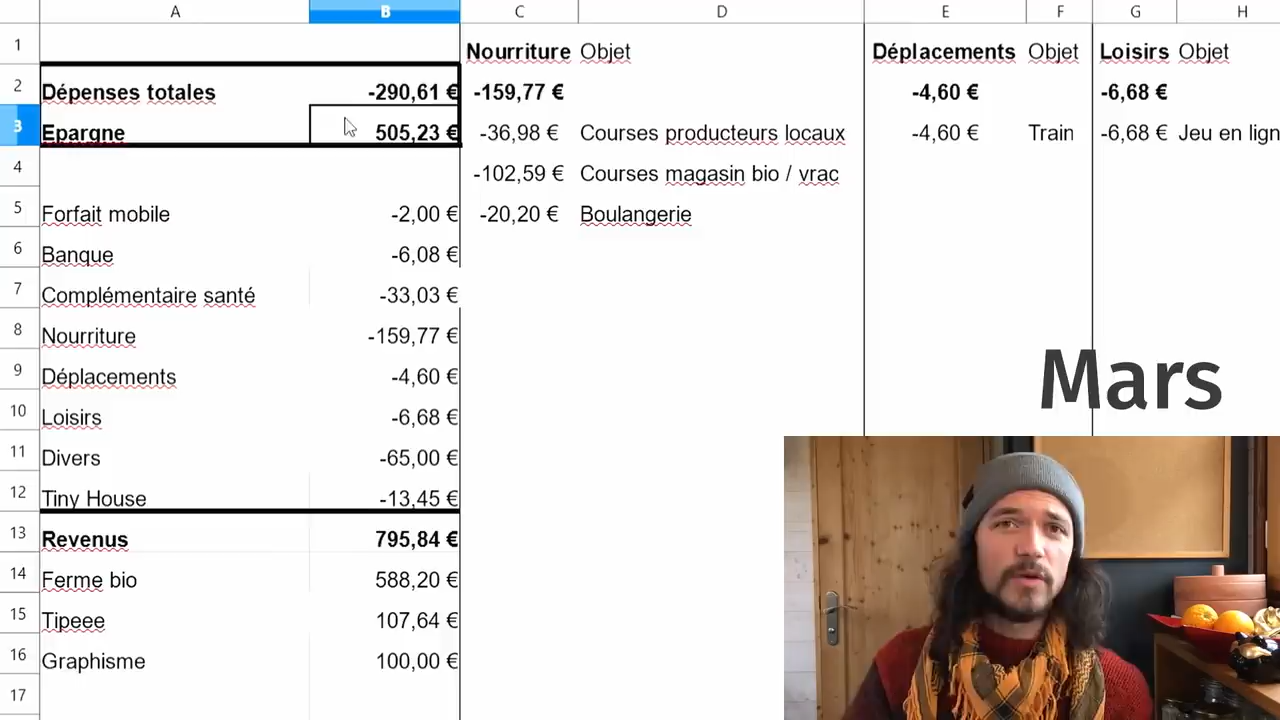 A B C D E F G H
1 Nourriture Objet Déplacements Objet Loisirs Objet
2 Dépenses totales -290,61 € -159,77 € -4,60 € -6,68 €
3 Epargne 505,23 € -36,98 € Courses producteurs locaux -4,60 € Train -6,68 € Jeu en lign
4 -102,59 € Courses magasin bio / vrac
5 Forfait mobile -2,00 € -20,20 € Boulangerie
6 Banque -6,08 €
7 Complémentaire santé -33,03 €
8 Nourriture -159,77 €
9 Déplacements -4,60 €
10 Loisirs -6,68 €
11 Divers -65,00 €
12 Tiny House -13,45 €
13 Revenus 795,84 €
14 Ferme bio 588,20 €
15 Tipeee 107,64 €
16 Graphisme 100,00 €
17
Mars